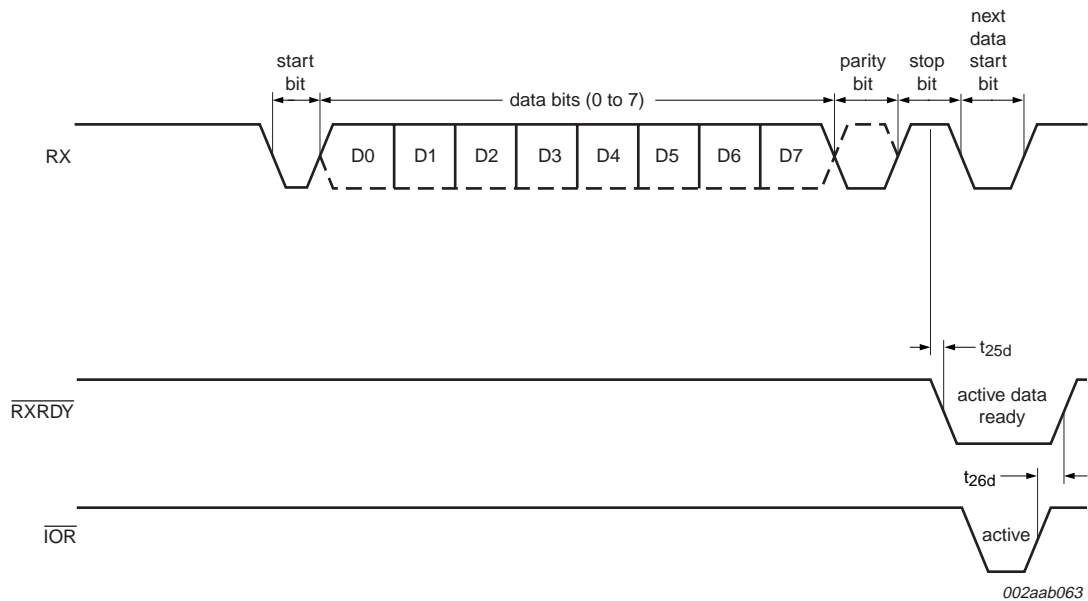 start
bit
data bits (0 to 7)
parity
bit
stop
bit
next
data
start
bit
RX
D0
D1
D2
D3
D4
D5
D6
D7
t25d
RXRDY
active data
ready
t26d
IOR
active
002aab063